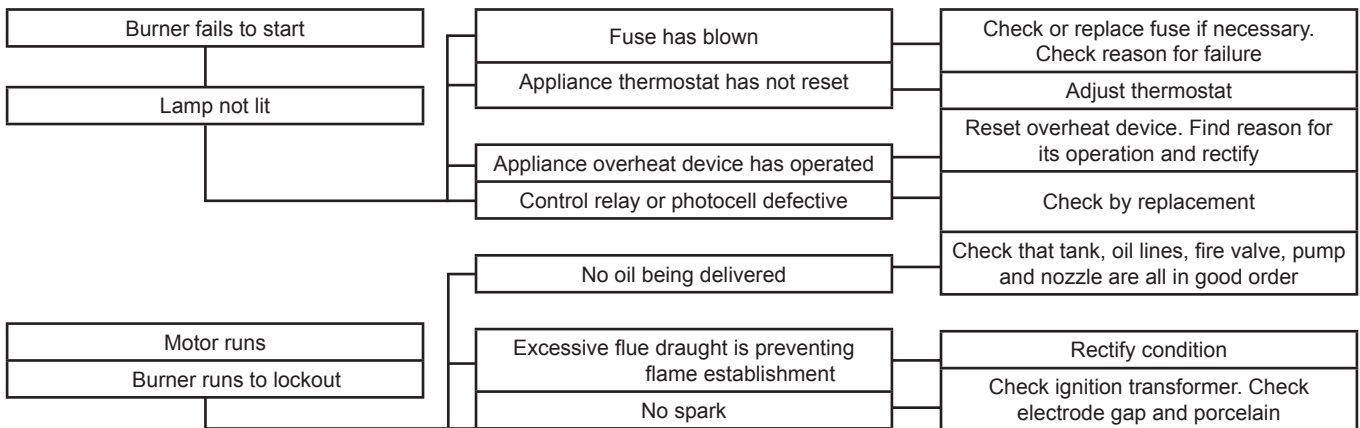 Burner fails to start
Lamp not lit
Fuse has blown
Check or replace fuse if necessary.
Check reason for failure
Appliance thermostat has not reset
Adjust thermostat
Appliance overheat device has operated
Reset overheat device. Find reason for
its operation and rectify
Control relay or photocell defective
Check by replacement
Motor runs
Burner runs to lockout
No oil being delivered
Check that tank, oil lines, fire valve, pump
and nozzle are all in good order
Excessive flue draught is preventing
flame establishment
Rectify condition
No spark
Check ignition transformer. Check
electrode gap and porcelain